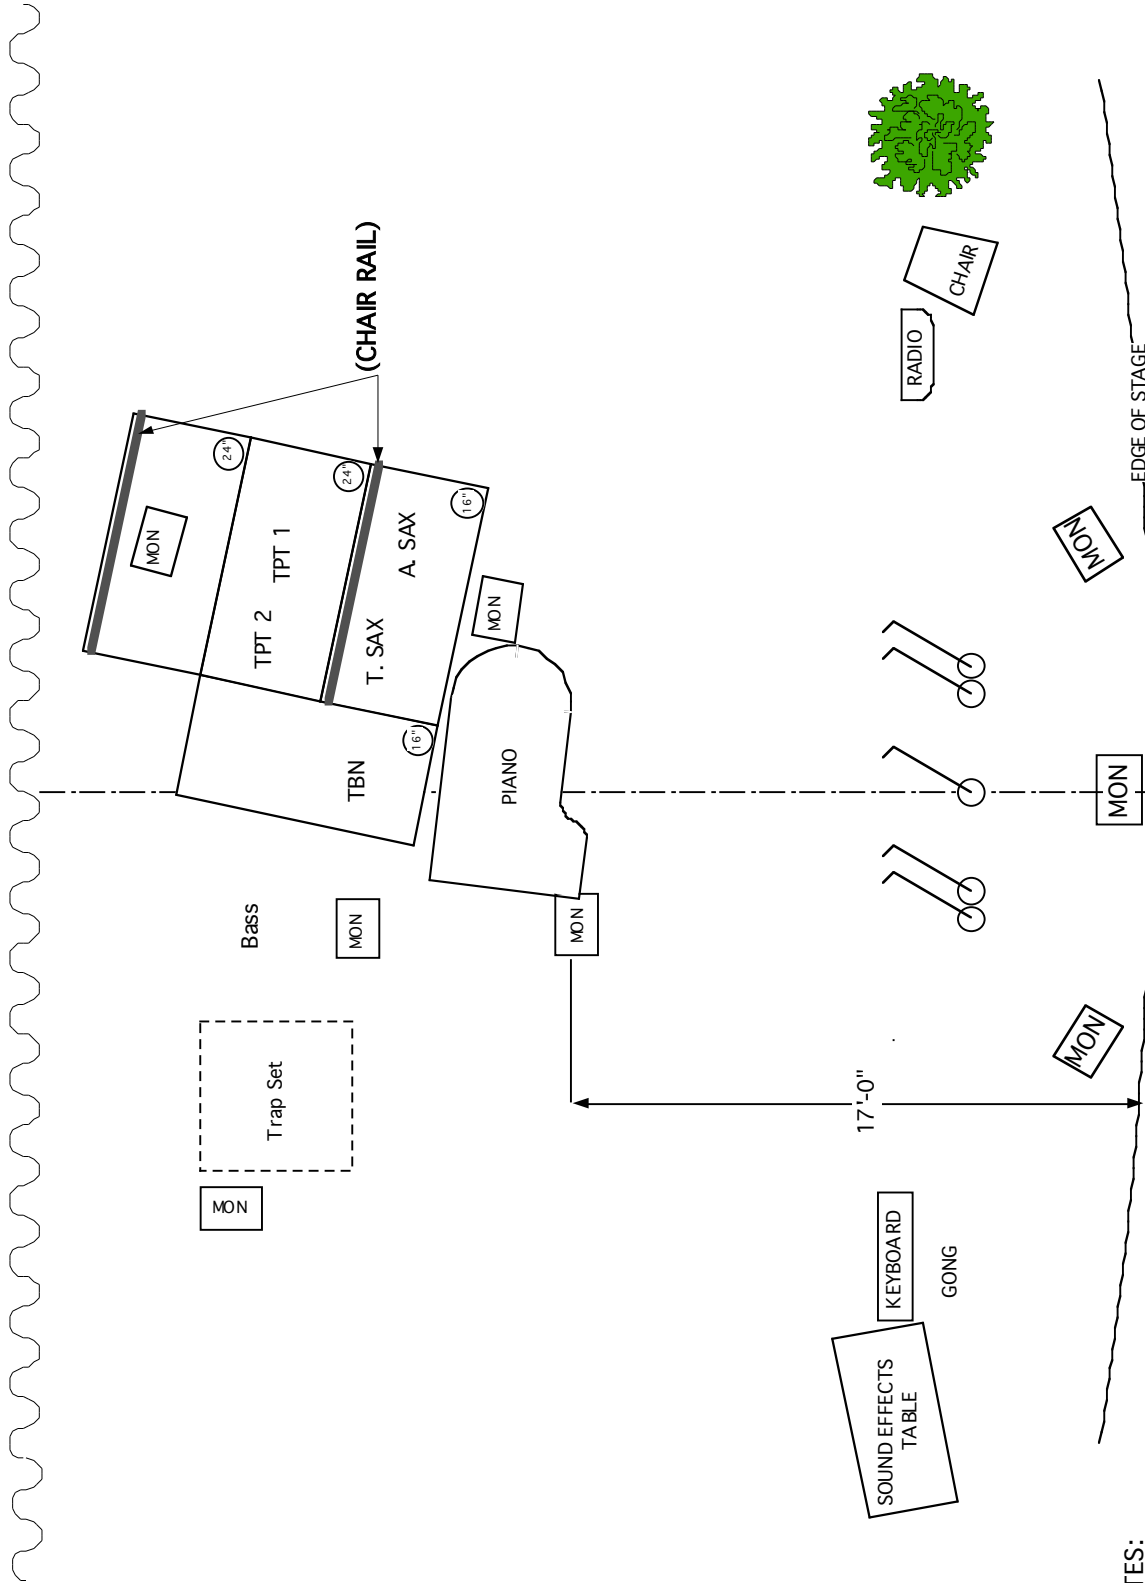 MON
24"
MON
Bass
TPT 2
TPT 1
Trap Set
24"
MON
TBN
(CHAIR RAIL)
T. SAX
A. SAX
16"
16"
MON
PIANO
MON
17'-0"
SOUND EFFECTS
TABLE
KEYBOARD
RADIO
GONG
CHAIR
MON
MON
MON
EDGE OF STAGE
TES: